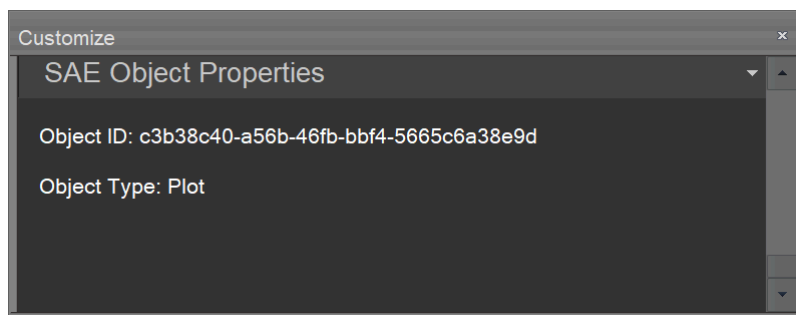 Customize
SAE Object Properties
Object ID: c3b38c40-a56b-46fb-bbf4-5665c6a38e9d
Object Type: Plot